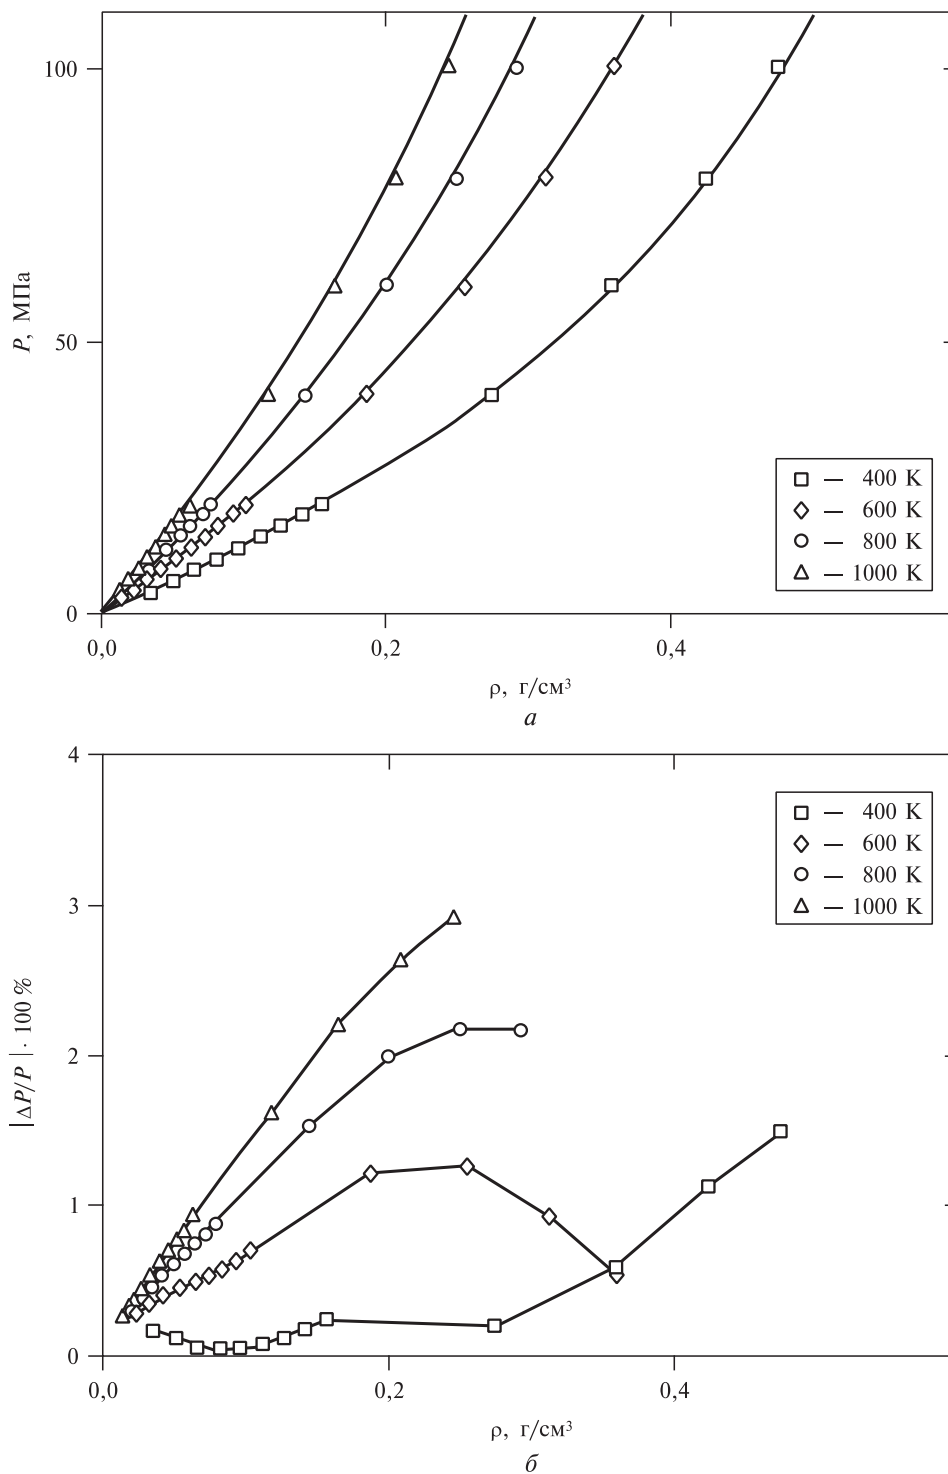 100
50
0
P, МПа
— 400 К
— 600 К
— 800 К
— 1000 К
0,0 0,2 0,4
ρ, г/см³
а
4
3
2
1
0
|ΔP/P| · 100 %
— 400 К
— 600 К
— 800 К
— 1000 К
0,0 0,2 0,4
ρ, г/см³
б